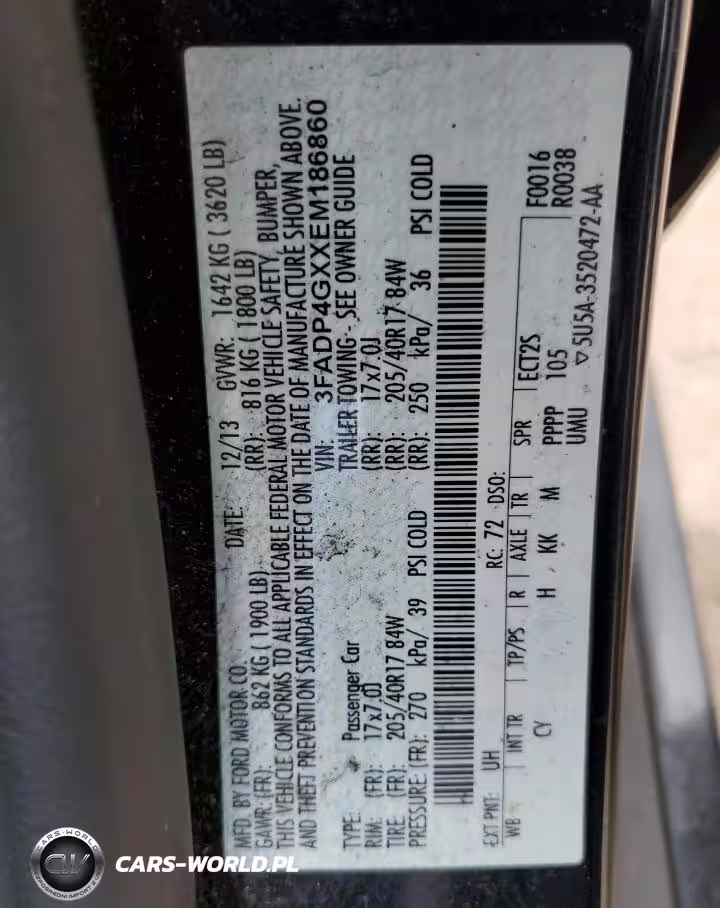 MFD. BY FORD MOTOR CO. DATE: 12/13 GVWR: 1642 KG ( 3620 LB)
GAWR: (FR): 862 KG ( 1900 LB) (RR): 816 KG ( 1800 LB)
THIS VEHICLE CONFORMS TO ALL APPLICABLE FEDERAL MOTOR VEHICLE SAFETY, BUMPER,
AND THEFT PREVENTION STANDARDS IN EFFECT ON THE DATE OF MANUFACTURE SHOWN ABOVE.
VIN: 3FADP4GXXEM186860
TYPE: Passenger Car TRAILER TOWING - SEE OWNER GUIDE
RIM: (FR): 17x7.0J (RR): 17x7.0J
TIRE: (FR): 205/40R17 84W (RR): 205/40R17 84W
PRESSURE: (FR): 270 kPa/ 39 PSI COLD (RR): 250 kPa/ 36 PSI COLD
EXT PNT: UH RC: 72 DSO: F0016
R0038
WB INT TR TP/PS R AXLE TR SPR ECT2S
CY H KK M PPPP 105
UMU ▽5U5A-3520472-AA
CARS-WORLD
CW
CARS-WORLD.PL